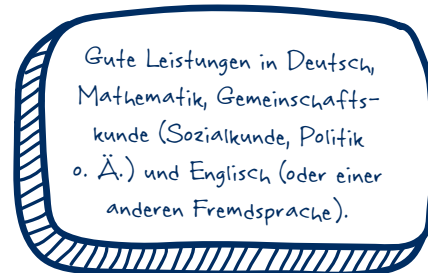 Gute Leistungen in Deutsch,
Mathematik, Gemeinschafts-
kunde (Sozialkunde, Politik
o. Ä.) und Englisch (oder einer
anderen Fremdsprache).